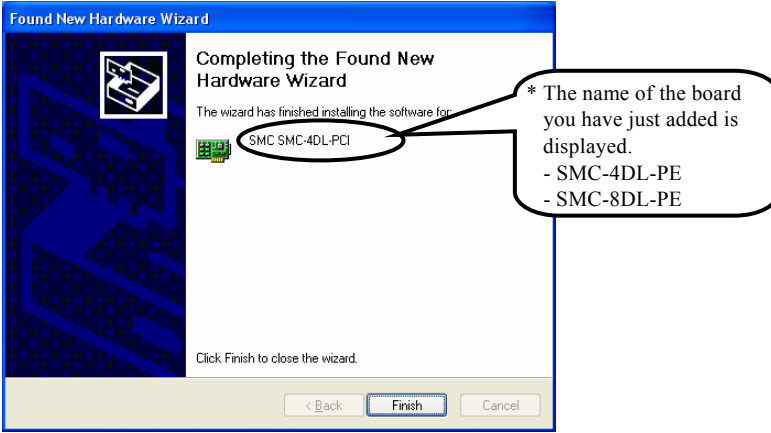 Found New Hardware Wizard
Completing the Found New
Hardware Wizard
The wizard has finished installing the software for:
SMC SMC-4DL-PCI
Click Finish to close the wizard.
< Back
Finish
Cancel
* The name of the board
you have just added is
displayed.
- SMC-4DL-PE
- SMC-8DL-PE